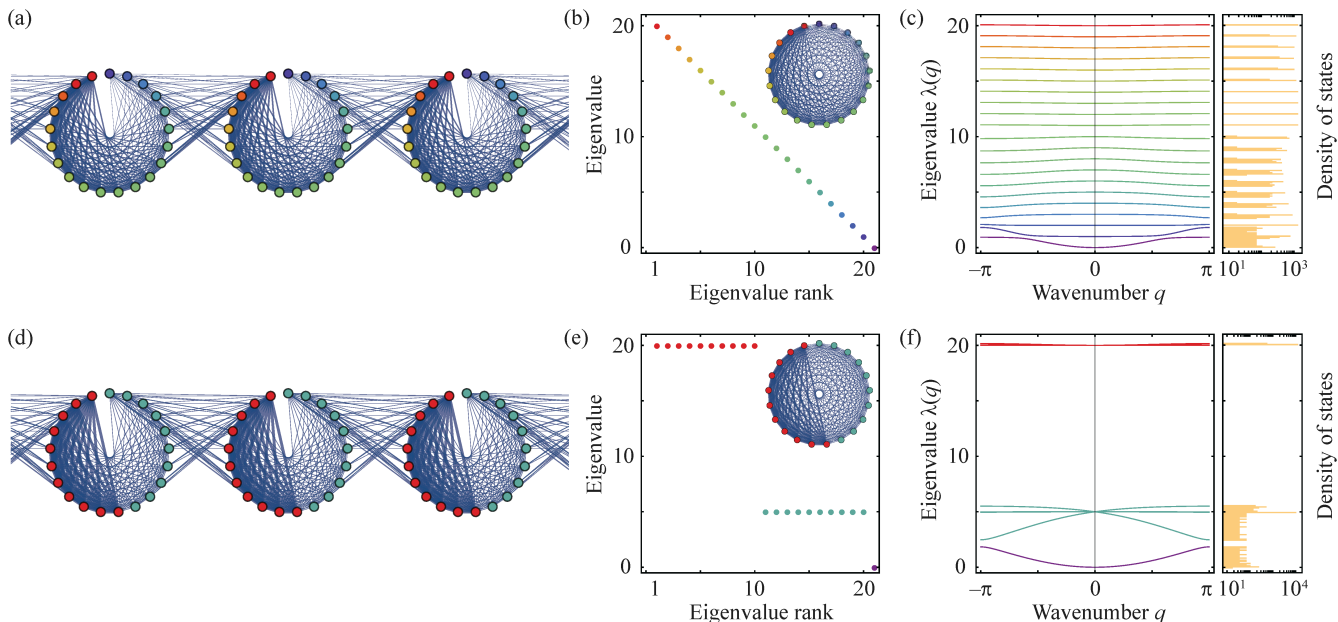 (a)
(b)
Eigenvalue
20
10
0
1
10
20
Eigenvalue rank
(c)
Eigenvalue λ(q)
20
10
0
–π
0
π
Wavenumber q
10¹
10³
Density of states
(d)
(e)
Eigenvalue
20
10
0
1
10
20
Eigenvalue rank
(f)
Eigenvalue λ(q)
20
10
0
–π
0
π
Wavenumber q
10¹
10⁴
Density of states